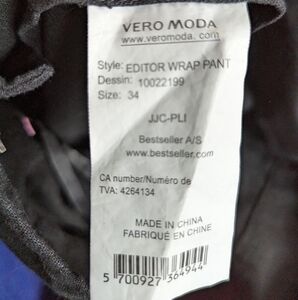 VERO MODA
www.veromoda.com
Style: EDITOR WRAP PANT
Dessin: 10022199
Size: 34
JJC-PLI
Bestseller A/S
www.bestseller.com
CA number/Numéro de
TVA: 4264134
MADE IN CHINA
FABRIQUÉ EN CHINE
5 700927 364944